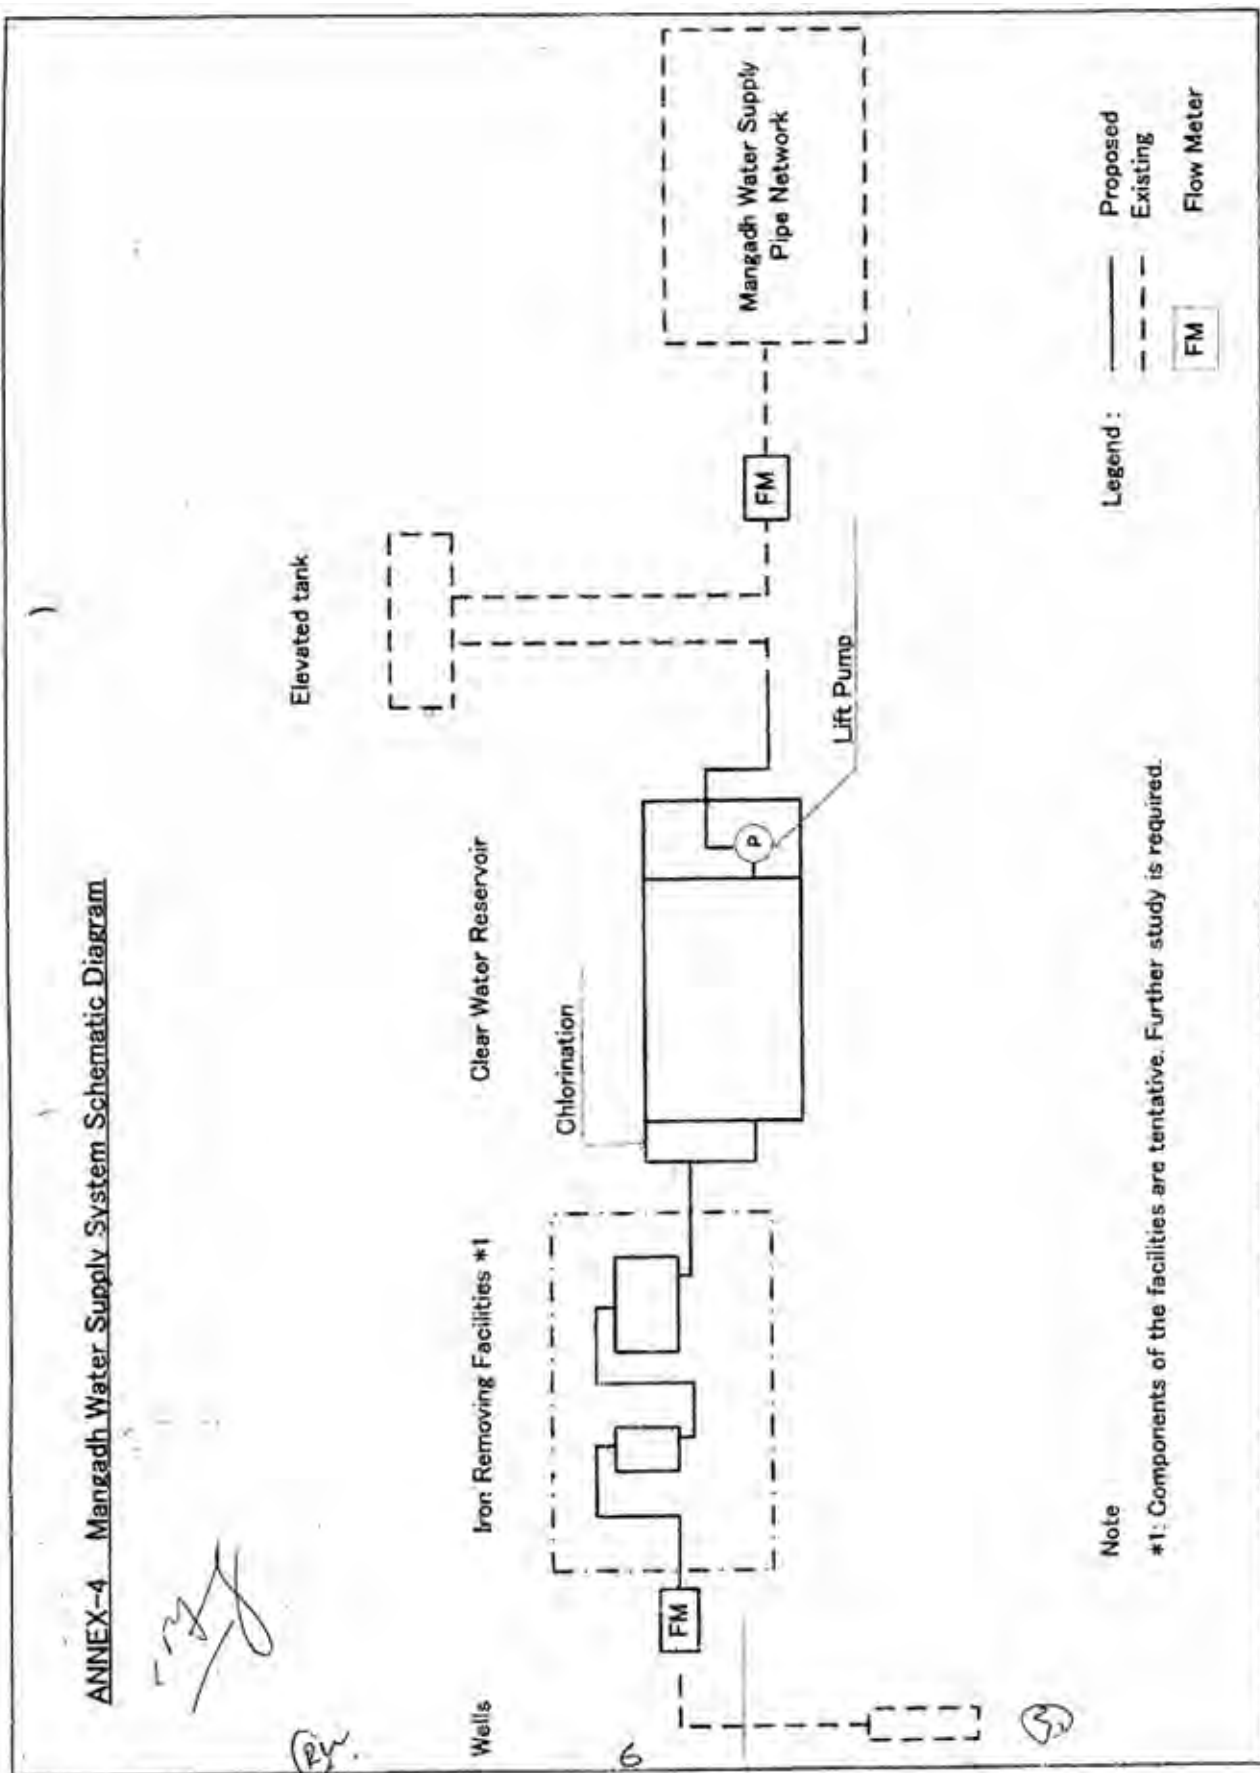 ANNEX-4 Mangadh Water Supply System Schematic Diagram
Wells
Iron Removing Facilities *1
Clear Water Reservoir
Elevated tank
Chlorination
FM
P
Lift Pump
FM
Mangadh Water Supply
Pipe Network
6
Legend :
Proposed
Existing
FM
Flow Meter
Note
*1: Components of the facilities are tentative. Further study is required.